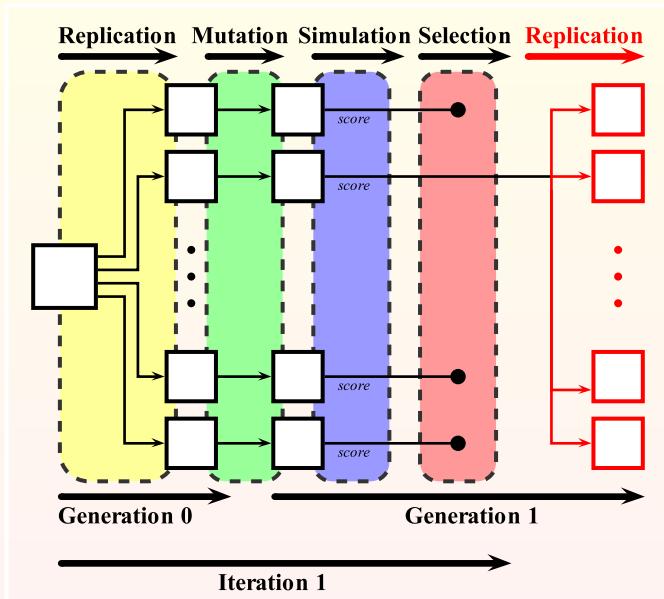 Replication Mutation Simulation Selection Replication
score
score
score
score
Generation 0 Generation 1
Iteration 1